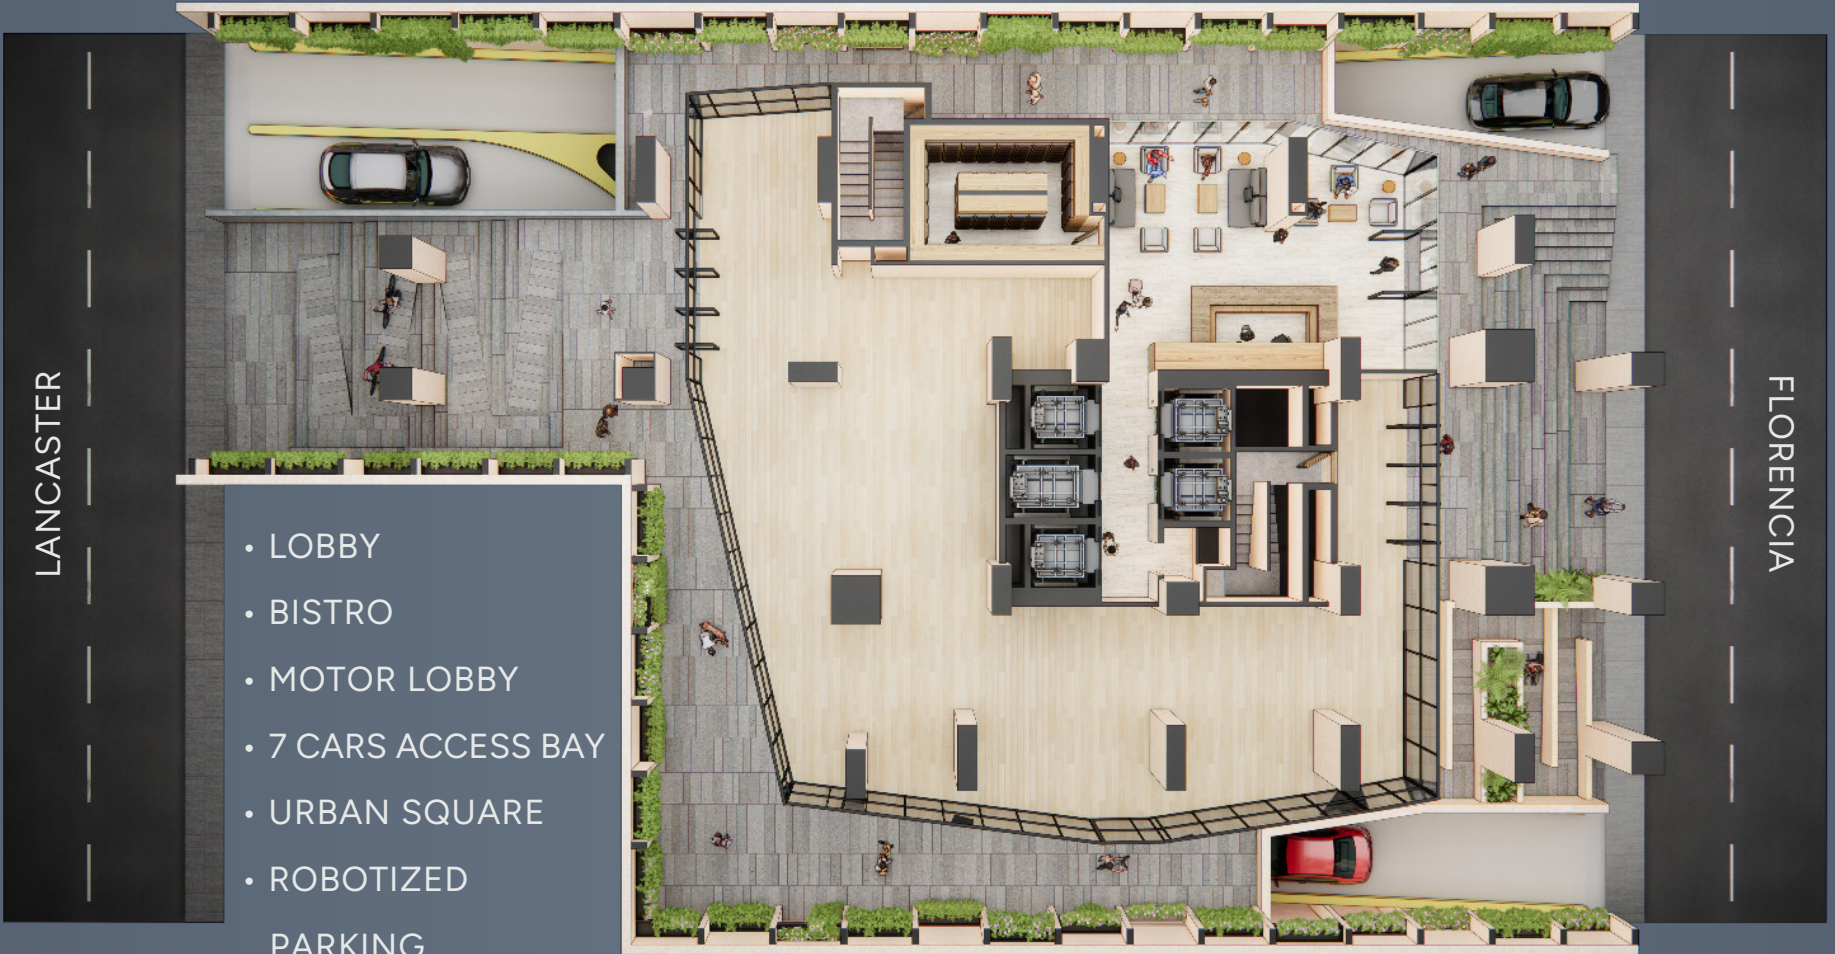 LANCASTER
• LOBBY
• BISTRO
• MOTOR LOBBY
• 7 CARS ACCESS BAY
• URBAN SQUARE
• ROBOTIZED
PARKING
FLORENCIA